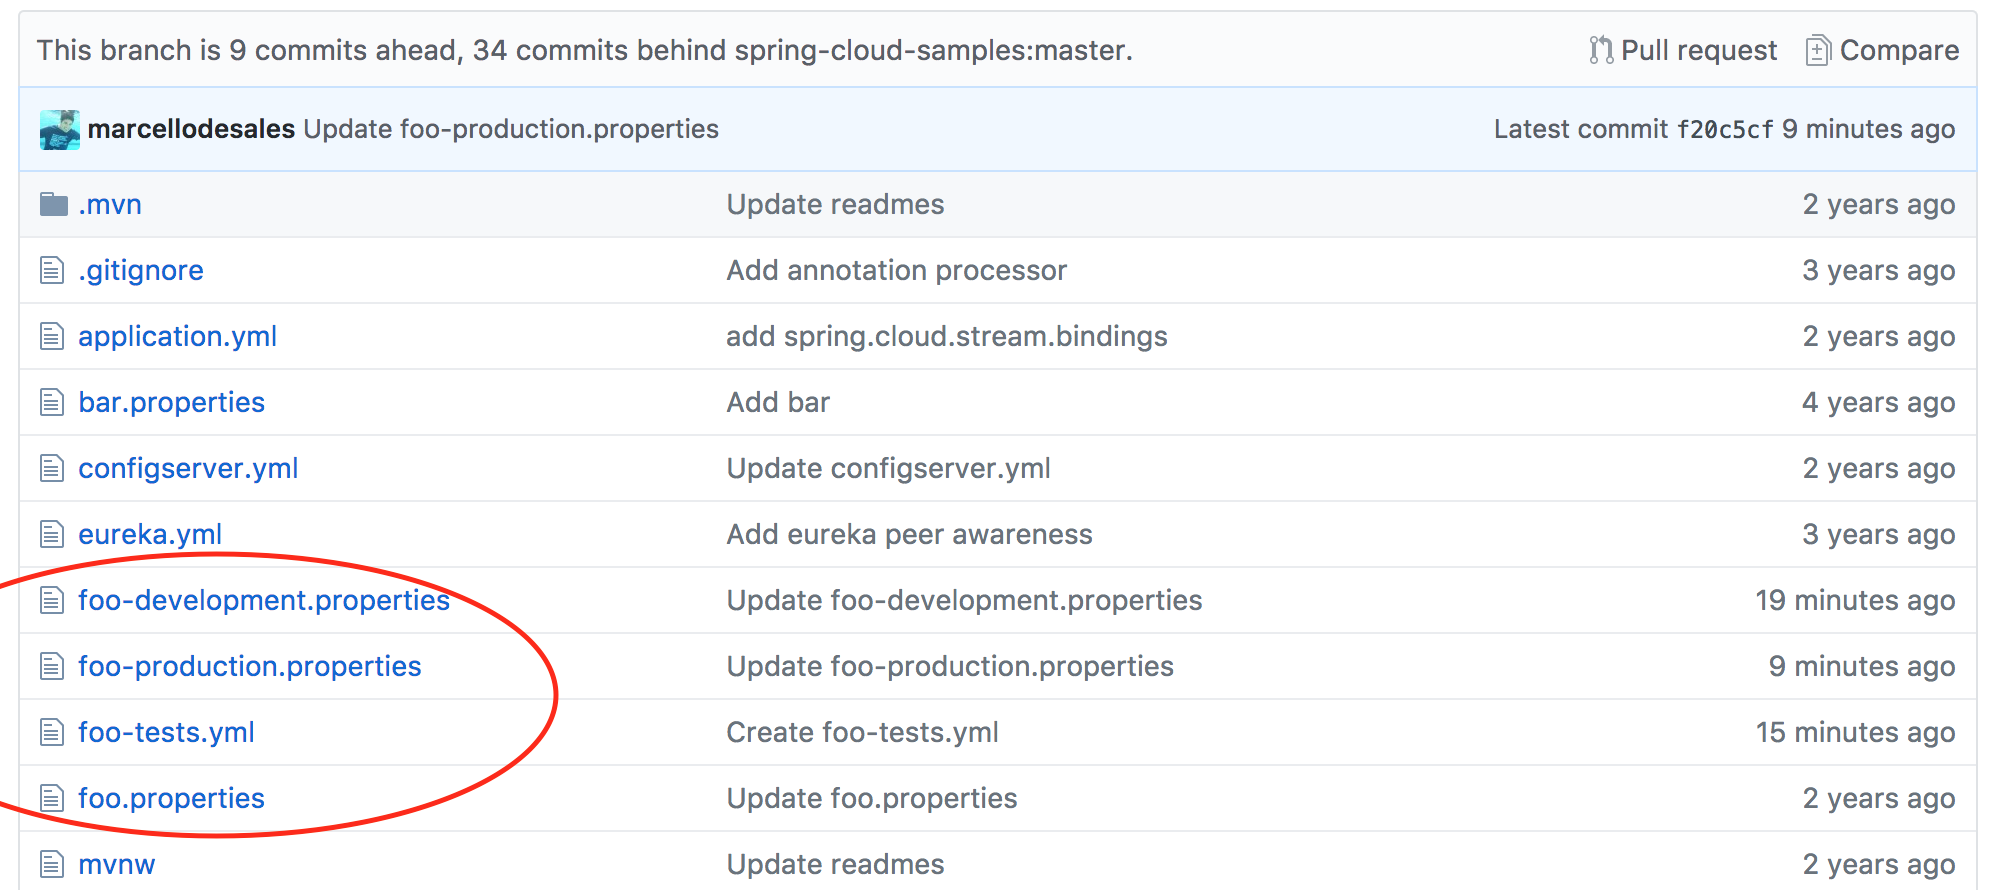 This branch is 9 commits ahead, 34 commits behind spring-cloud-samples:master. Pull request Compare
marcellodesales Update foo-production.properties Latest commit f20c5cf 9 minutes ago
.mvn Update readmes 2 years ago
.gitignore Add annotation processor 3 years ago
application.yml add spring.cloud.stream.bindings 2 years ago
bar.properties Add bar 4 years ago
configserver.yml Update configserver.yml 2 years ago
eureka.yml Add eureka peer awareness 3 years ago
foo-development.properties Update foo-development.properties 19 minutes ago
foo-production.properties Update foo-production.properties 9 minutes ago
foo-tests.yml Create foo-tests.yml 15 minutes ago
foo.properties Update foo.properties 2 years ago
mvnw Update readmes 2 years ago